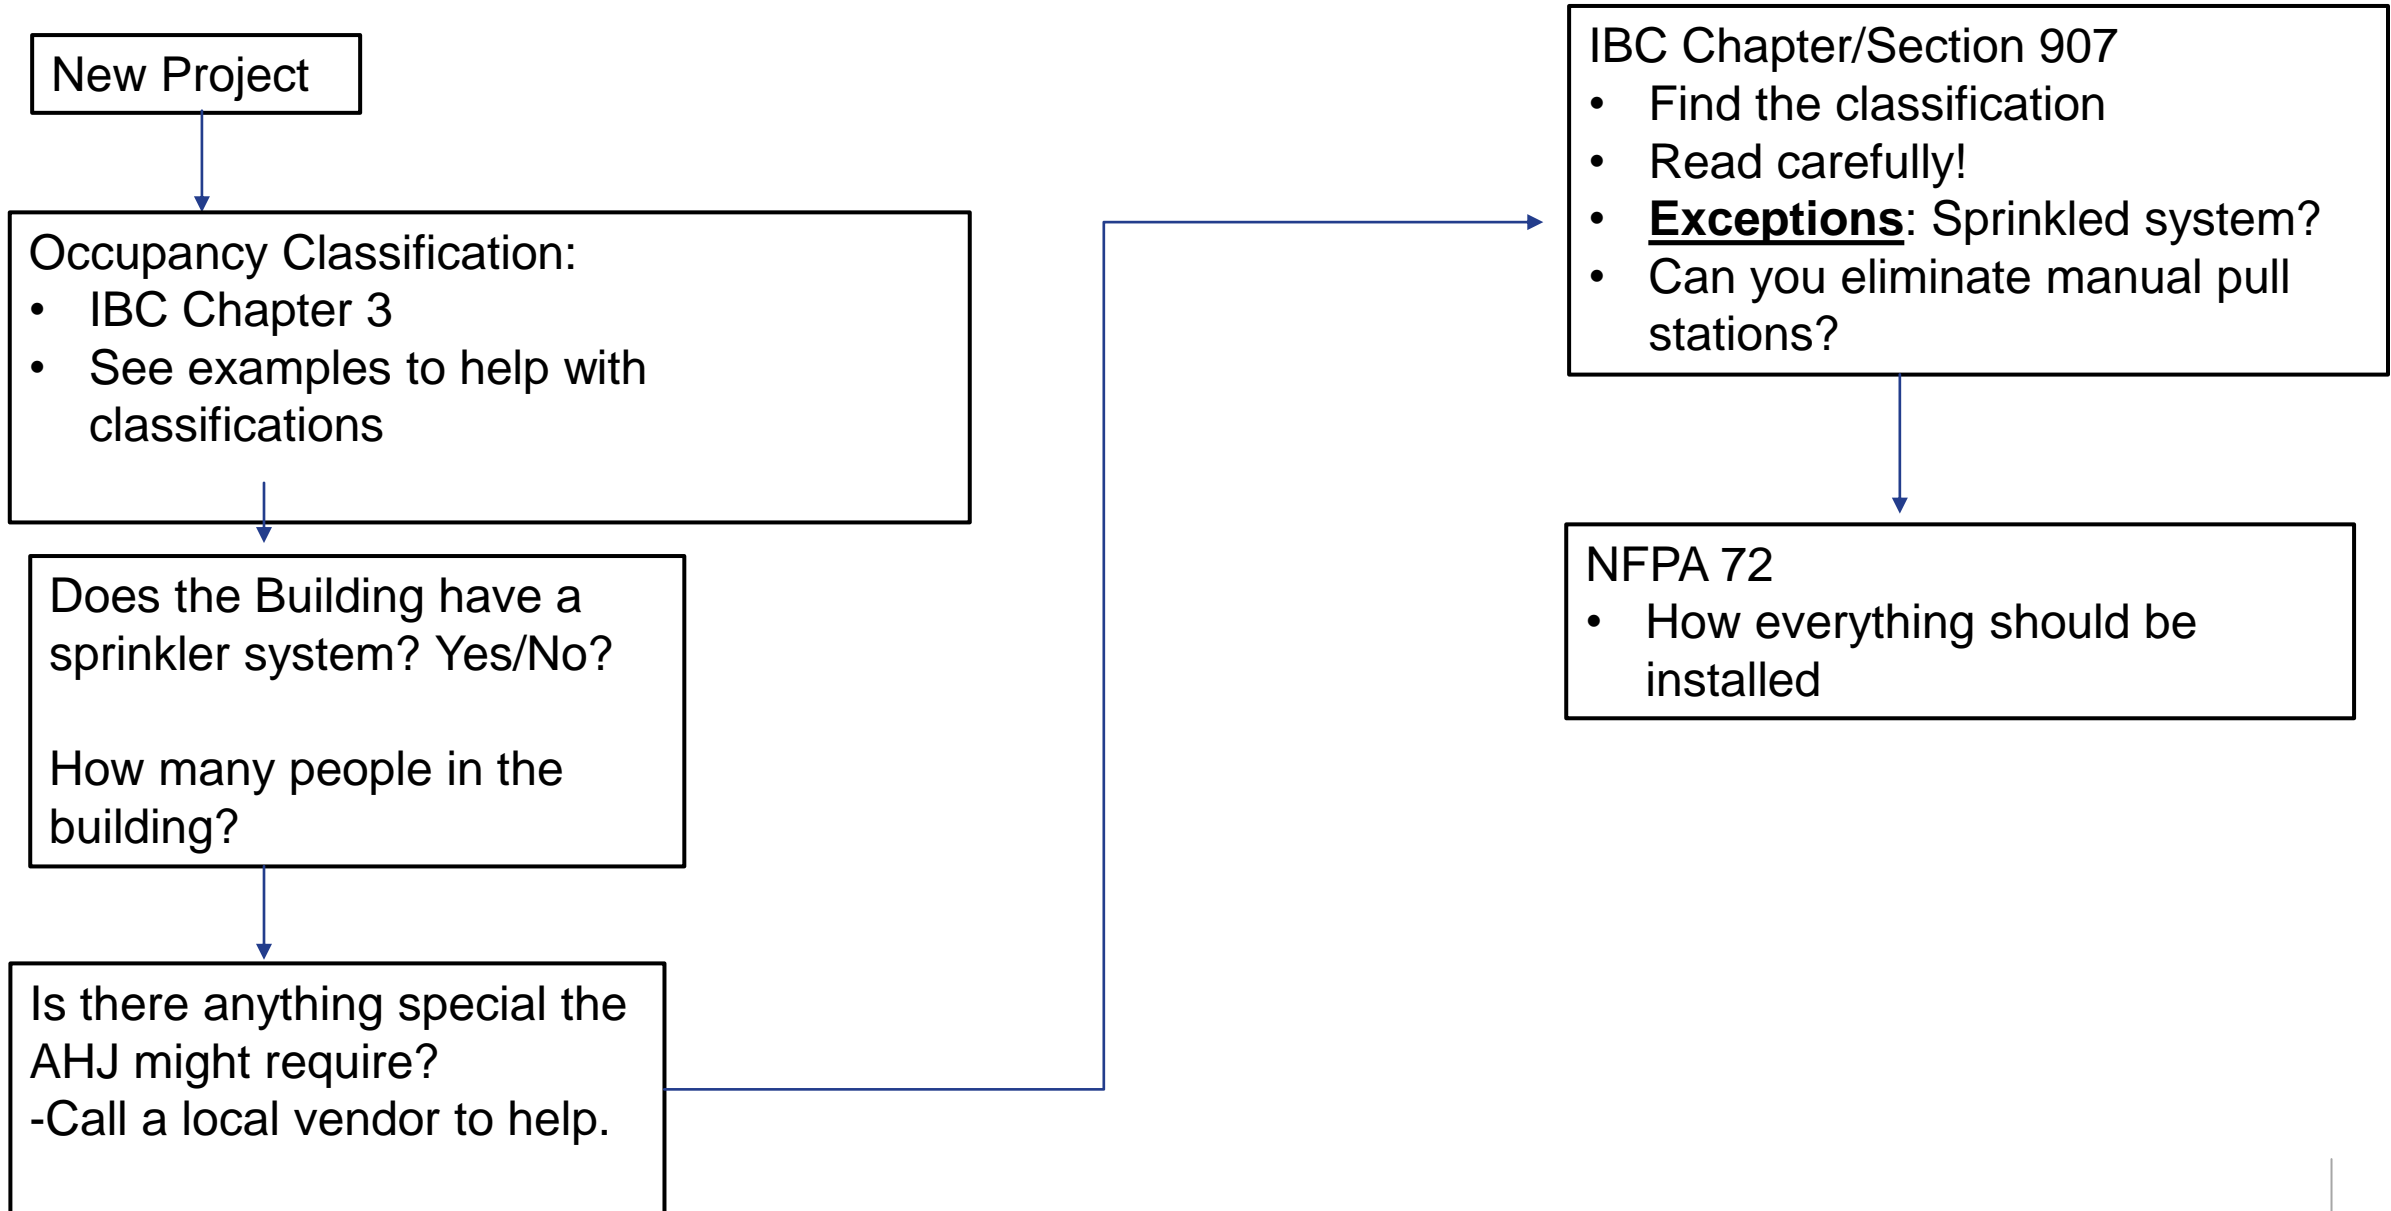 New Project
Occupancy Classification:
• IBC Chapter 3
• See examples to help with
classifications
Does the Building have a
sprinkler system? Yes/No?
How many people in the
building?
Is there anything special the
AHJ might require?
-Call a local vendor to help.
IBC Chapter/Section 907
• Find the classification
• Read carefully!
• Exceptions: Sprinkled system?
• Can you eliminate manual pull
stations?
NFPA 72
• How everything should be
installed